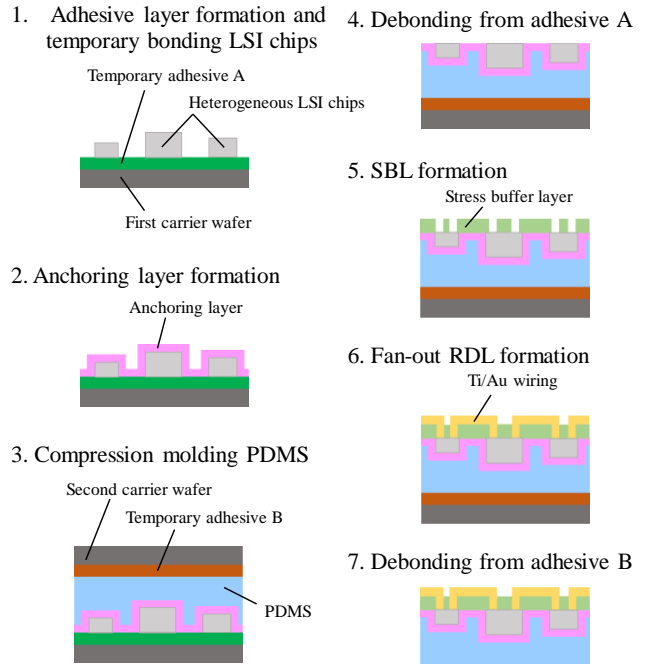 1. Adhesive layer formation and
temporary bonding LSI chips
Temporary adhesive A
Heterogeneous LSI chips
First carrier wafer
2. Anchoring layer formation
Anchoring layer
3. Compression molding PDMS
Second carrier wafer
Temporary adhesive B
PDMS
4. Debonding from adhesive A
5. SBL formation
Stress buffer layer
6. Fan-out RDL formation
Ti/Au wiring
7. Debonding from adhesive B